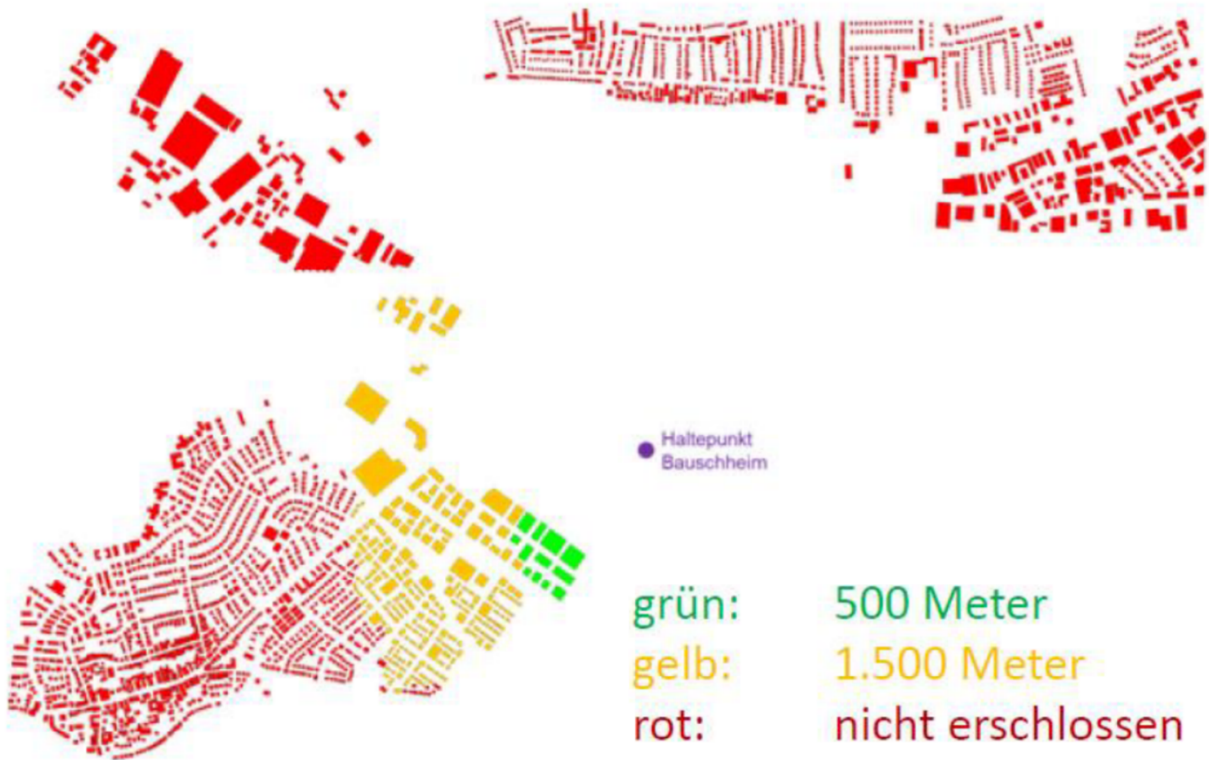 Haltepunkt
Bauschheim
grün: 500 Meter
gelb: 1.500 Meter
rot: nicht erschlossen